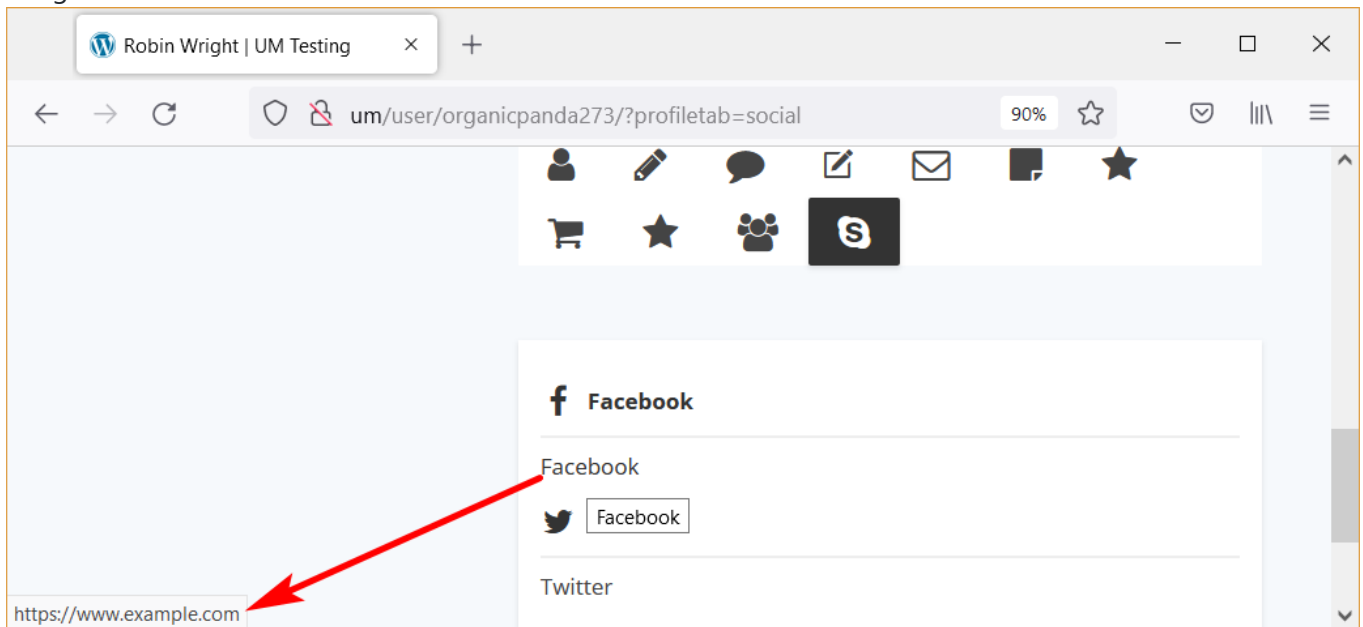 Robin Wright | UM Testing
um/user/organicpanda273/?profiletab=social 90%
Facebook
Facebook
Facebook
Twitter
https://www.example.com